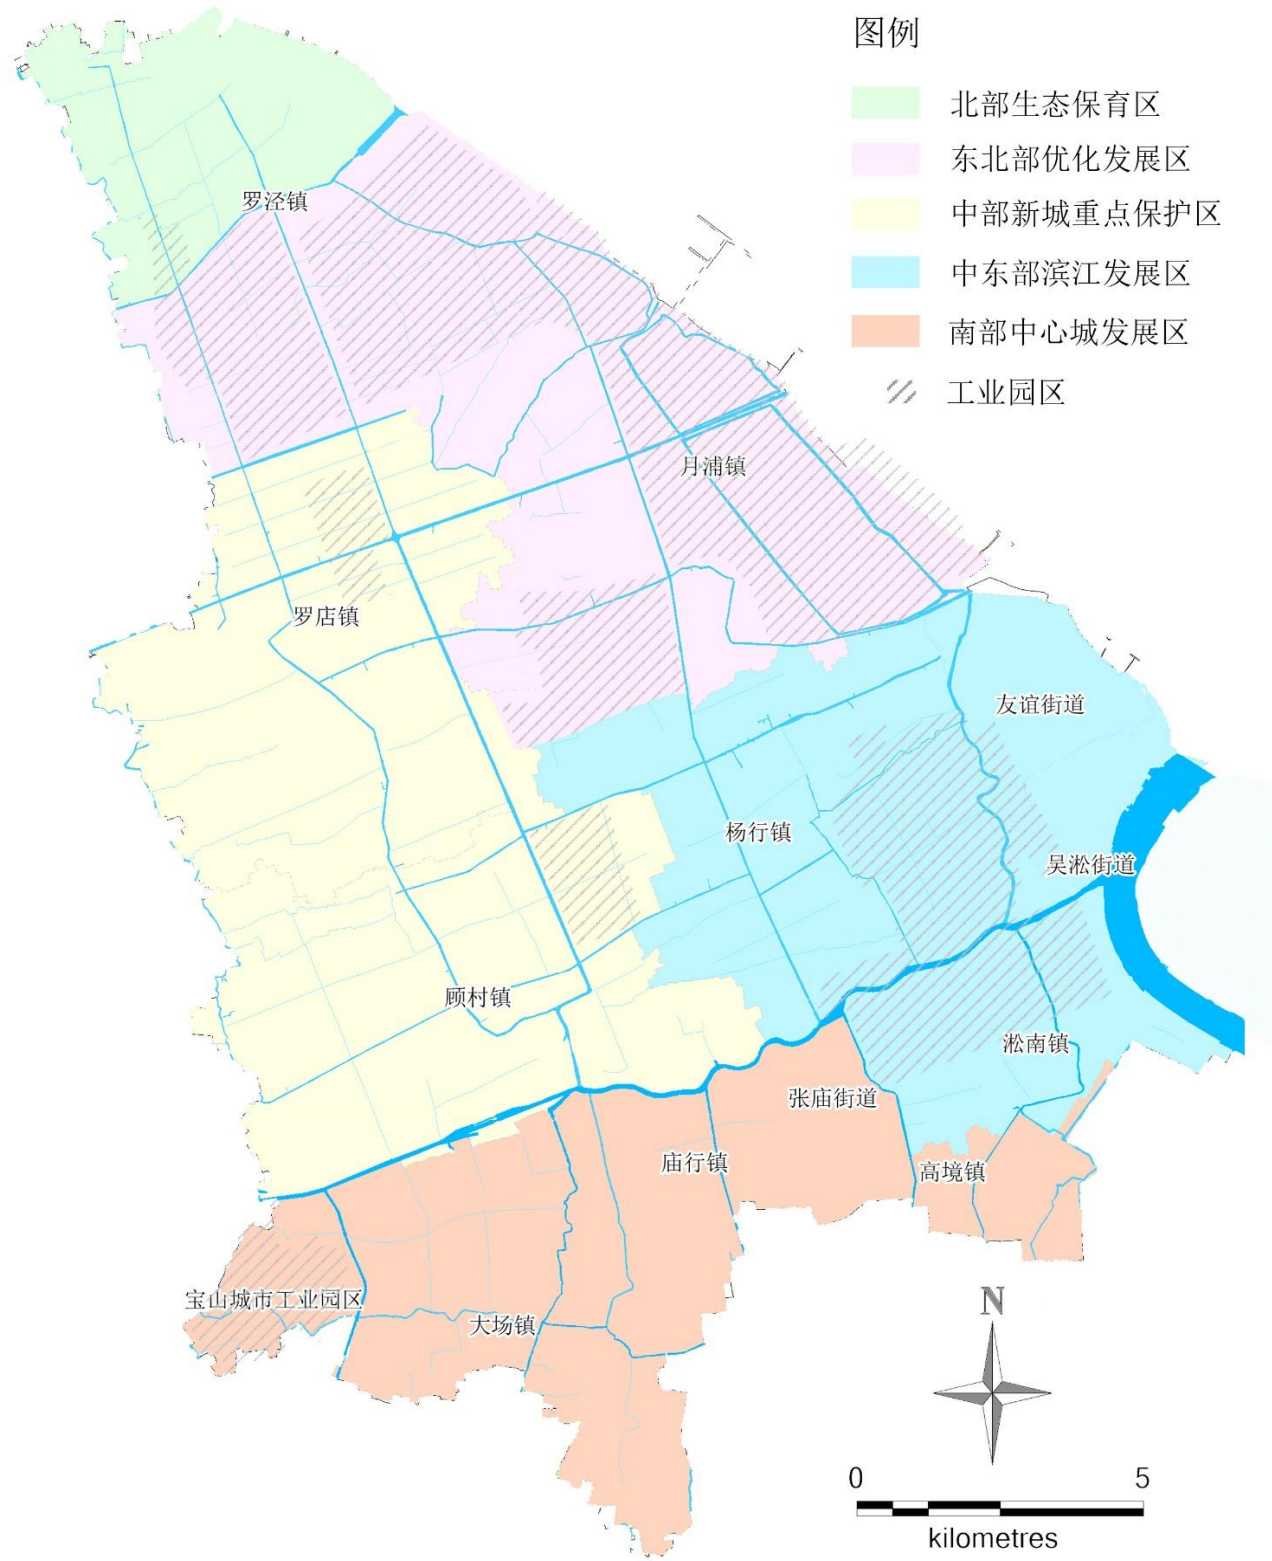 图例
北部生态保育区
东北部优化发展区
中部新城重点保护区
中东部滨江发展区
南部中心城发展区
工业园区
罗泾镇
月浦镇
罗店镇
友谊街道
杨行镇
吴淞街道
顾村镇
淞南镇
张庙街道
庙行镇
高境镇
宝山城市工业园区
大场镇
N
0 5
kilometres